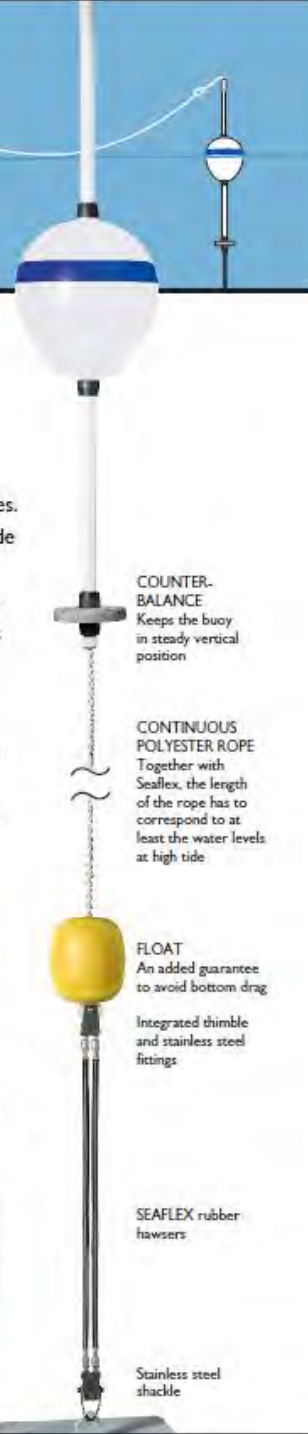 es.
de
COUNTER-
BALANCE
Keeps the buoy
in steady vertical
position
CONTINUOUS
POLYESTER ROPE
Together with
Seaflex, the length
of the rope has to
correspond to at
least the water levels
at high tide
FLOAT
An added guarantee
to avoid bottom drag
Integrated thimble
and stainless steel
fittings
SEAFLEX rubber
hawsers
Stainless steel
shackle